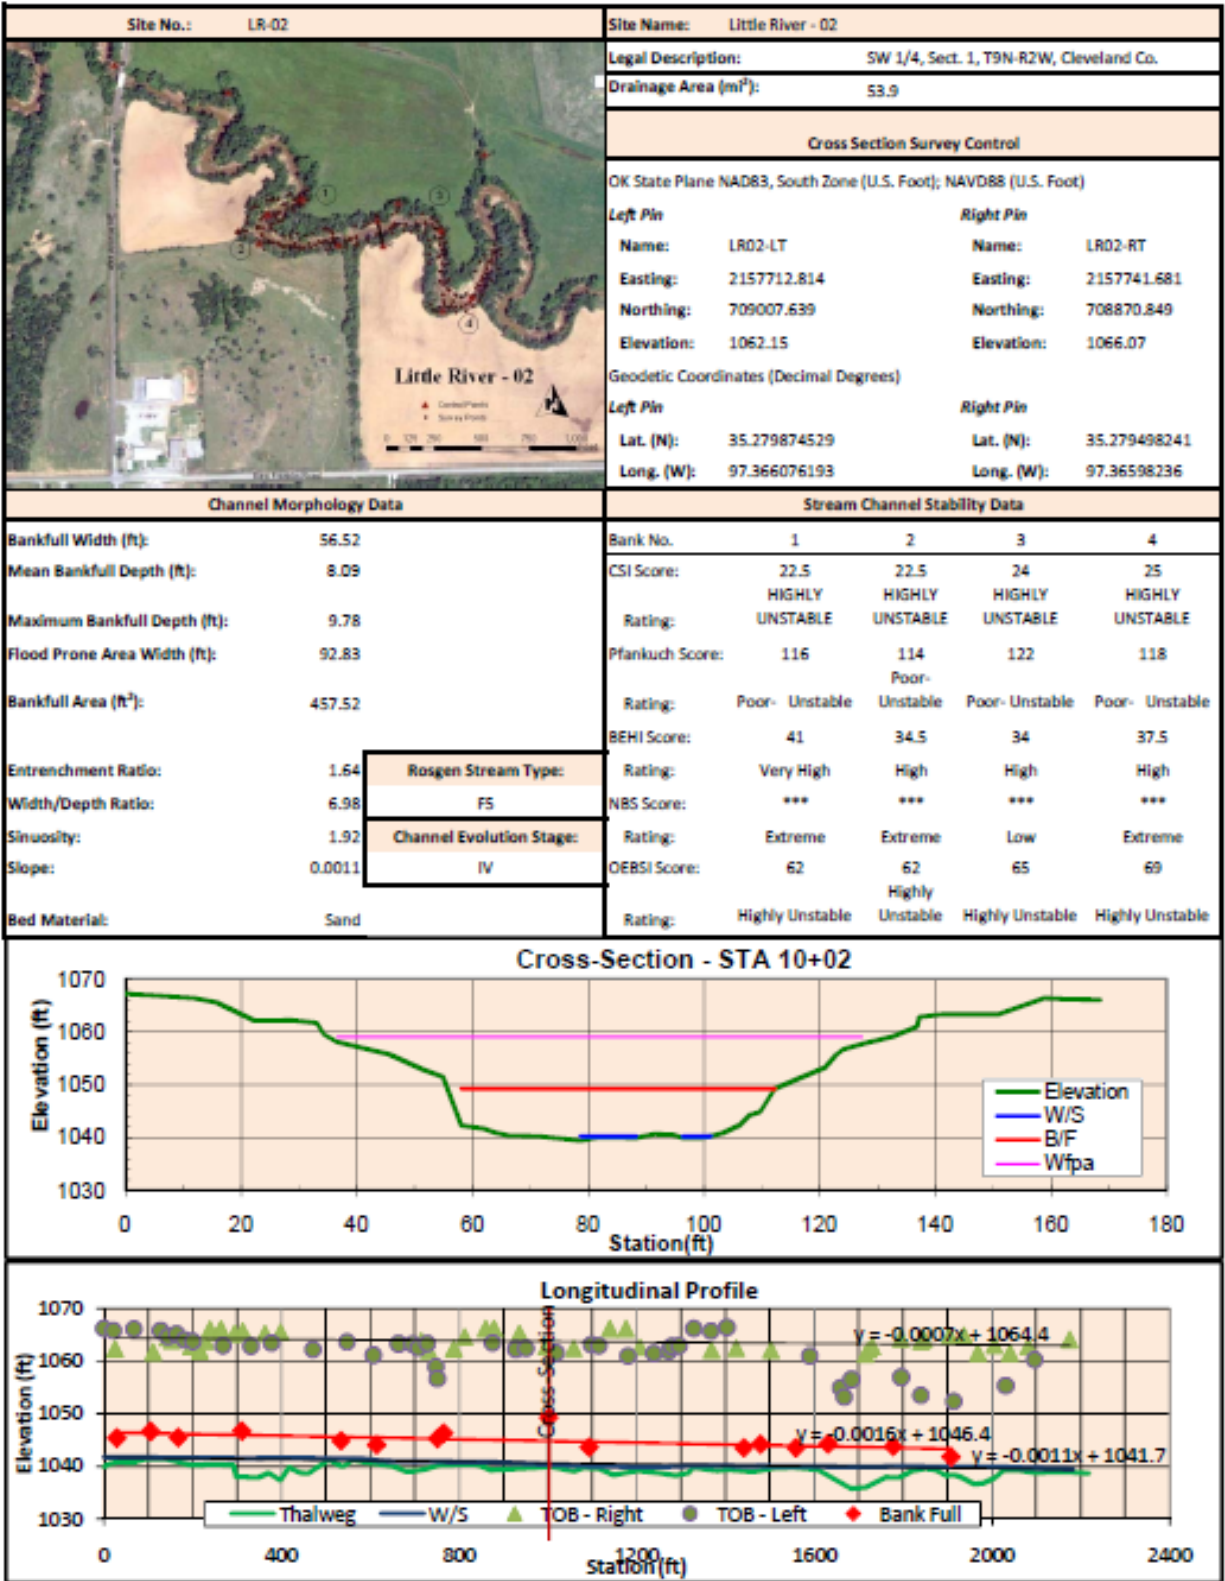 Site No.: LR-02
Site Name: Little River - 02
Legal Description: SW 1/4, Sect. 1, T9N-R2W, Cleveland Co.
Drainage Area (mi²): 53.9
Cross Section Survey Control
OK State Plane NAD83, South Zone (U.S. Foot); NAVD88 (U.S. Foot)
Left Pin Right Pin
Name: LR02-LT Name: LR02-RT
Easting: 2157712.814 Easting: 2157741.681
Northing: 709007.639 Northing: 708870.849
Elevation: 1062.15 Elevation: 1066.07
Geodetic Coordinates (Decimal Degrees)
Left Pin Right Pin
Lat. (N): 35.279874529 Lat. (N): 35.279498241
Long. (W): 97.366076193 Long. (W): 97.36598236
1
2
3
4
Little River - 02
Control Points
Survey Points
0 125 250 500 750 1,000
Channel Morphology Data
Bankfull Width (ft): 56.52
Mean Bankfull Depth (ft): 8.09
Maximum Bankfull Depth (ft): 9.78
Flood Prone Area Width (ft): 92.83
Bankfull Area (ft²): 457.52
Entrenchment Ratio: 1.64
Width/Depth Ratio: 6.98
Sinuosity: 1.92
Slope: 0.0011
Bed Material: Sand
Rosgen Stream Type:
F5
Channel Evolution Stage:
IV
Stream Channel Stability Data
Bank No. 1 2 3 4
CSI Score: 22.5 22.5 24 25
HIGHLY HIGHLY HIGHLY HIGHLY
Rating: UNSTABLE UNSTABLE UNSTABLE UNSTABLE
Pfankuch Score: 116 114 122 118
Poor-
Rating: Poor- Unstable Unstable Poor- Unstable Poor- Unstable
BEHI Score: 41 34.5 34 37.5
Rating: Very High High High High
NBS Score: *** *** *** ***
Rating: Extreme Extreme Low Extreme
OEBSI Score: 62 62 65 69
Highly
Rating: Highly Unstable Unstable Highly Unstable Highly Unstable
Cross-Section - STA 10+02
Elevation (ft)
1070
1060
1050
1040
1030
Elevation
W/S
B/F
Wfpa
0 20 40 60 80 100 120 140 160 180
Station(ft)
Longitudinal Profile
Elevation (ft)
1070
1060
1050
1040
1030
Cross-Section
y = -0.0007x + 1064.4
y = -0.0016x + 1046.4
y = -0.0011x + 1041.7
Thalweg W/S TOB - Right TOB - Left Bank Full
0 400 800 1200 1600 2000 2400
Station(ft)